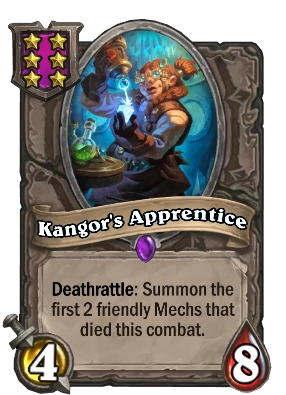 Kangor's Apprentice
Deathrattle: Summon the
first 2 friendly Mechs that
died this combat.
4
8